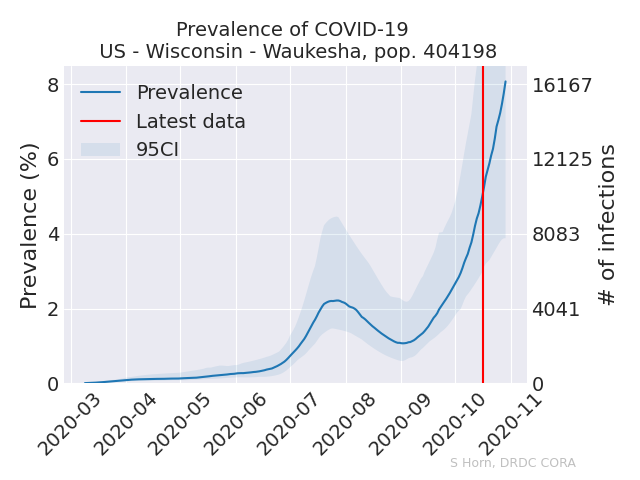 Prevalence of COVID-19
US - Wisconsin - Waukesha, pop. 404198
Prevalence
Latest data
95CI
Prevalence (%)
8
6
4
2
0
16167
12125
8083
4041
0
# of infections
2020-03
2020-04
2020-05
2020-06
2020-07
2020-08
2020-09
2020-10
2020-11
S Horn, DRDC CORA